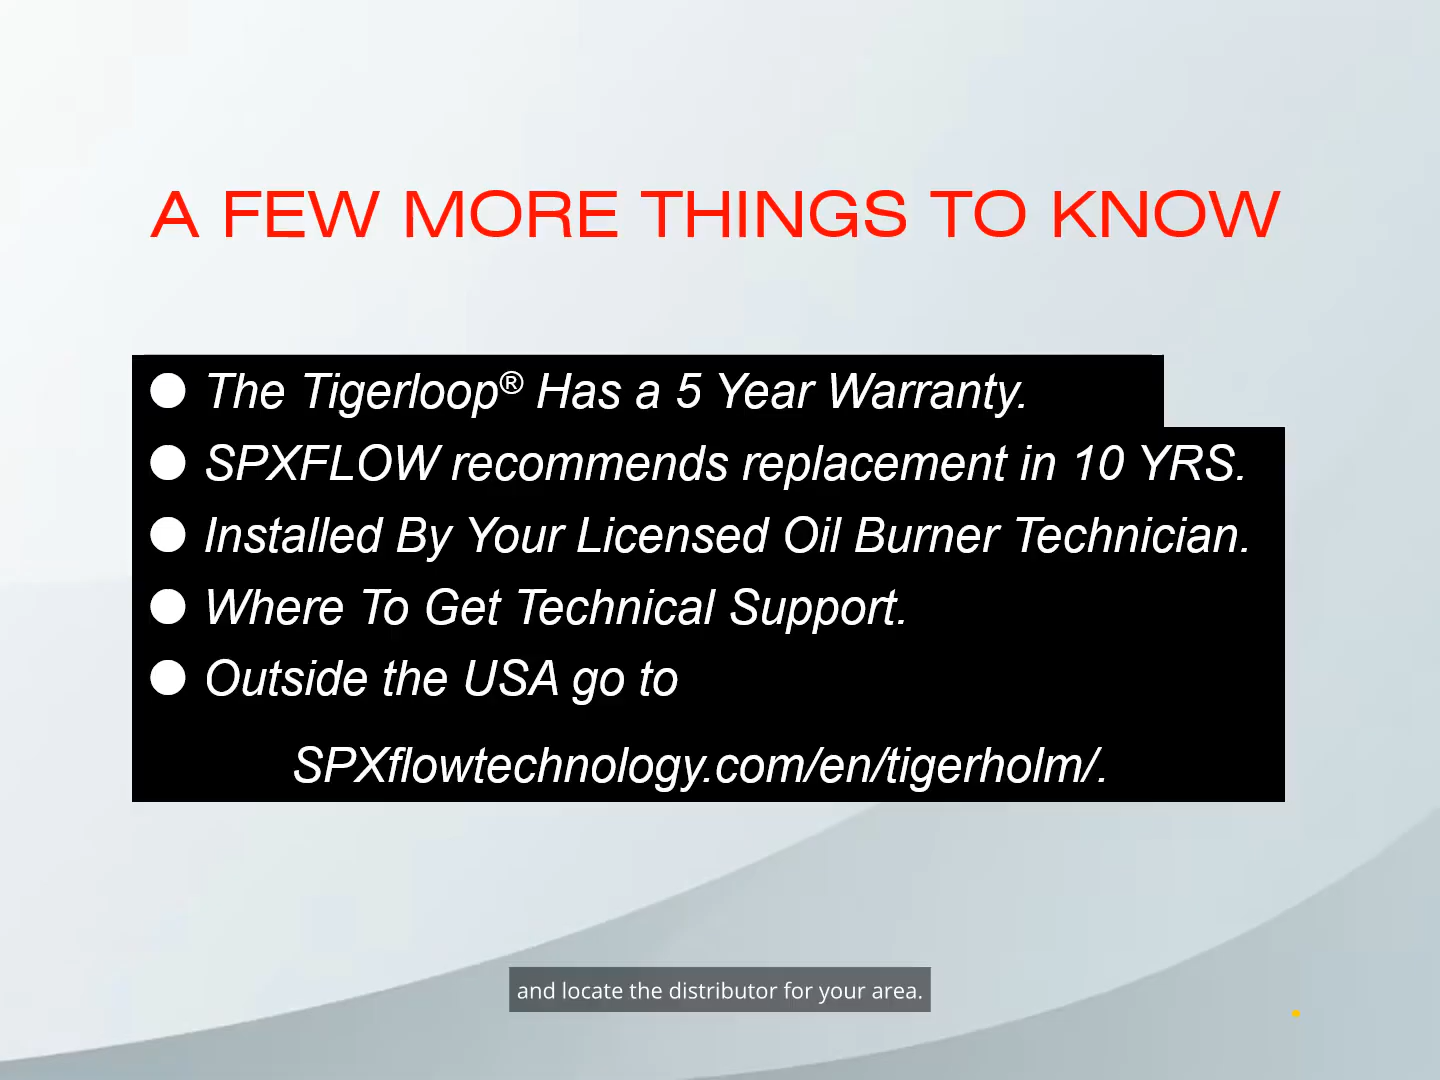 A FEW MORE THINGS TO KNOW
● The Tigerloop® Has a 5 Year Warranty.
● SPXFLOW recommends replacement in 10 YRS.
● Installed By Your Licensed Oil Burner Technician.
● Where To Get Technical Support.
● Outside the USA go to
SPXflowtechnology.com/en/tigerholm/.
and locate the distributor for your area.